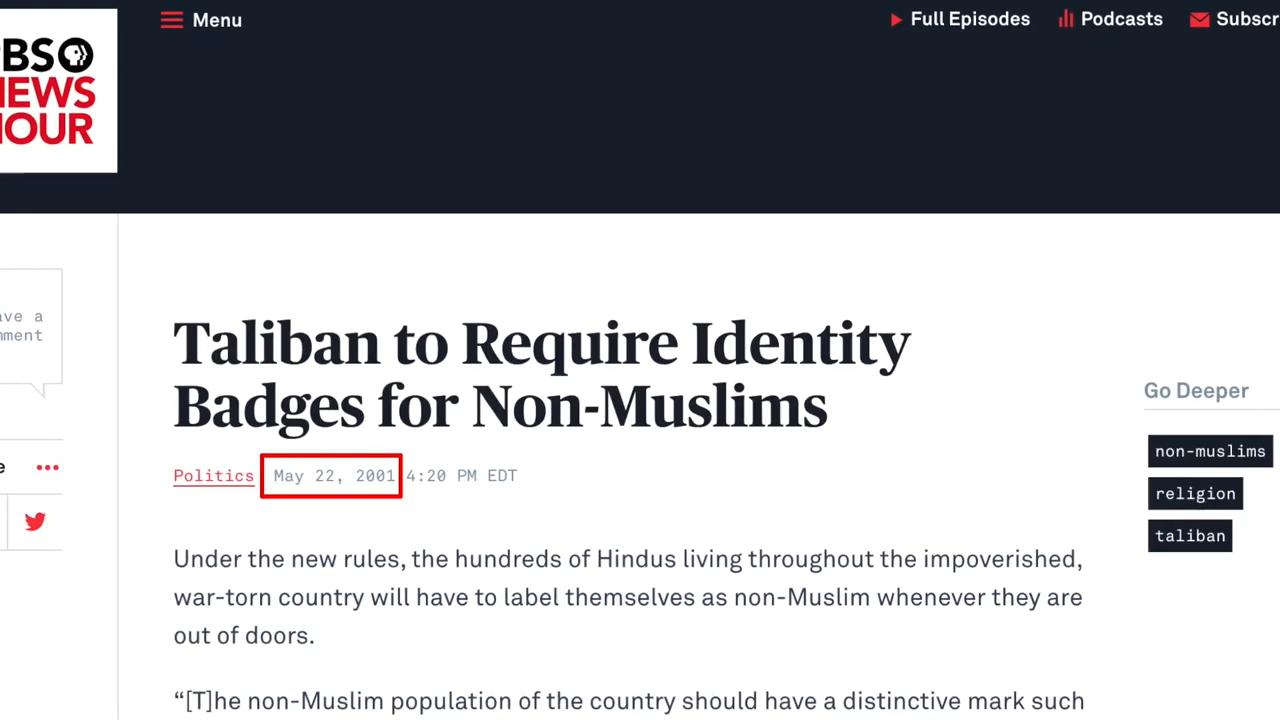 Menu
Full Episodes
Podcasts
Subscr
BS
NEWS
HOUR
ave a
mment
Taliban to Require Identity
Badges for Non-Muslims
Politics May 22, 2001 4:20 PM EDT
Go Deeper
non-muslims
religion
taliban
e
Under the new rules, the hundreds of Hindus living throughout the impoverished,
war-torn country will have to label themselves as non-Muslim whenever they are
out of doors.
“[T]he non-Muslim population of the country should have a distinctive mark such